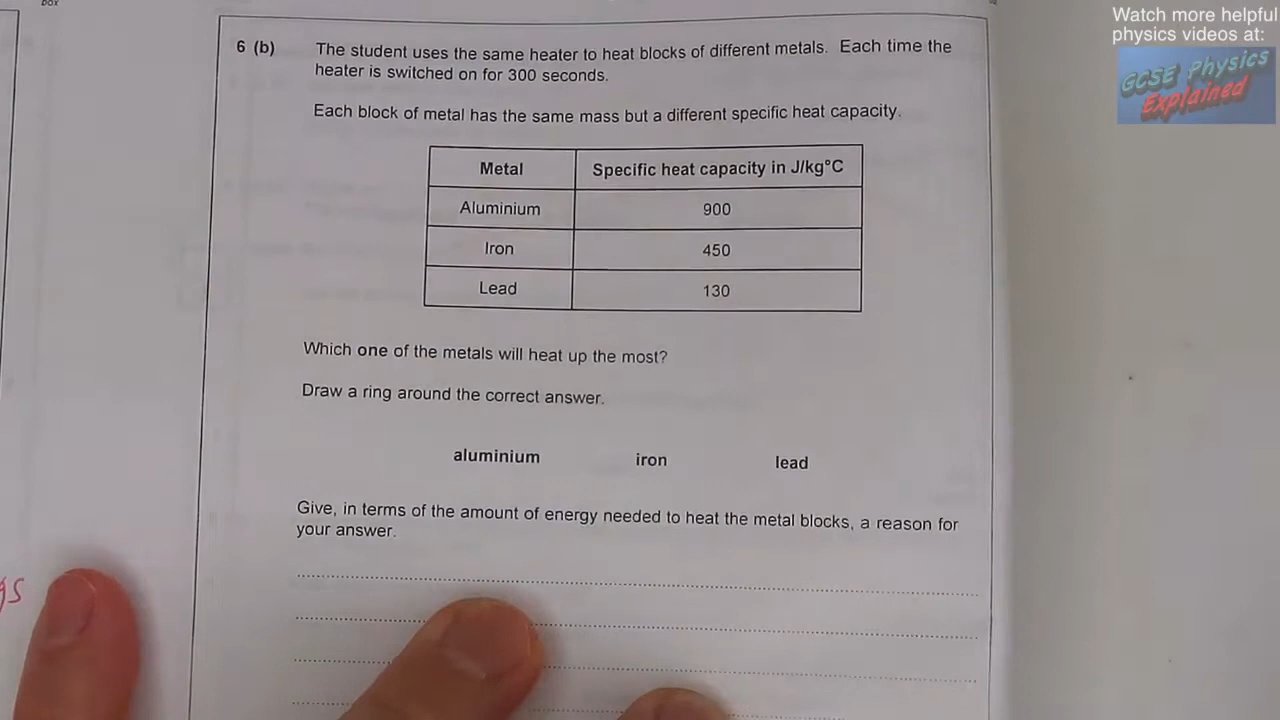 box
Watch more helpful
physics videos at:
GCSE Physics
Explained
6 (b) The student uses the same heater to heat blocks of different metals. Each time the
heater is switched on for 300 seconds.
Each block of metal has the same mass but a different specific heat capacity.
Metal Specific heat capacity in J/kg°C
Aluminium 900
Iron 450
Lead 130
Which one of the metals will heat up the most?
Draw a ring around the correct answer.
aluminium iron lead
Give, in terms of the amount of energy needed to heat the metal blocks, a reason for
your answer.
gs